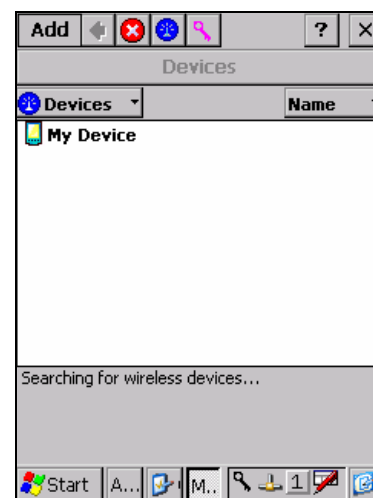 Add ?
Devices
Devices Name
My Device
Searching for wireless devices...
Start A... M.. 1